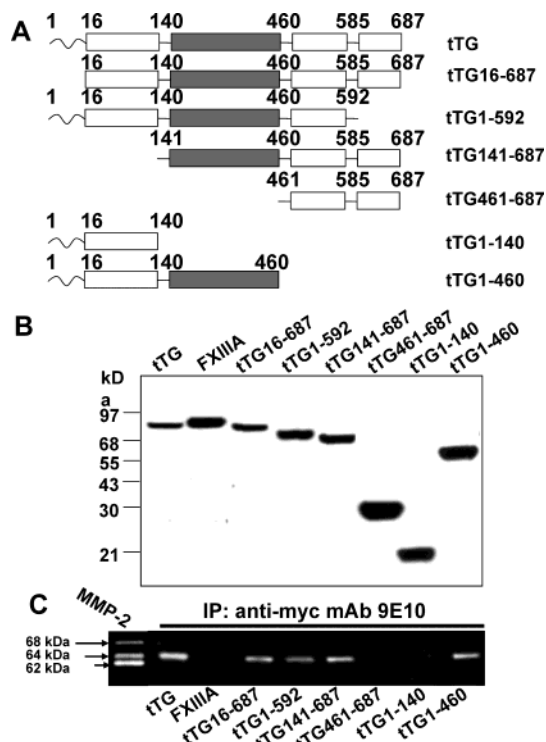 A
1 16 140 460 585 687
tTG
16 140 460 585 687
tTG16-687
1 16 140 460 592
tTG1-592
141 460 585 687
tTG141-687
461 585 687
tTG461-687
1 16 140
tTG1-140
1 16 140 460
tTG1-460
B
tTG FXIIIA tTG16-687 tTG1-592 tTG141-687 tTG461-687 tTG1-140 tTG1-460
kD
a
97
68
55
43
30
21
C
MMP-2
IP: anti-myc mAb 9E10
68 kDa
64 kDa
62 kDa
tTG FXIIIA tTG16-687 tTG1-592 tTG141-687 tTG461-687 tTG1-140 tTG1-460